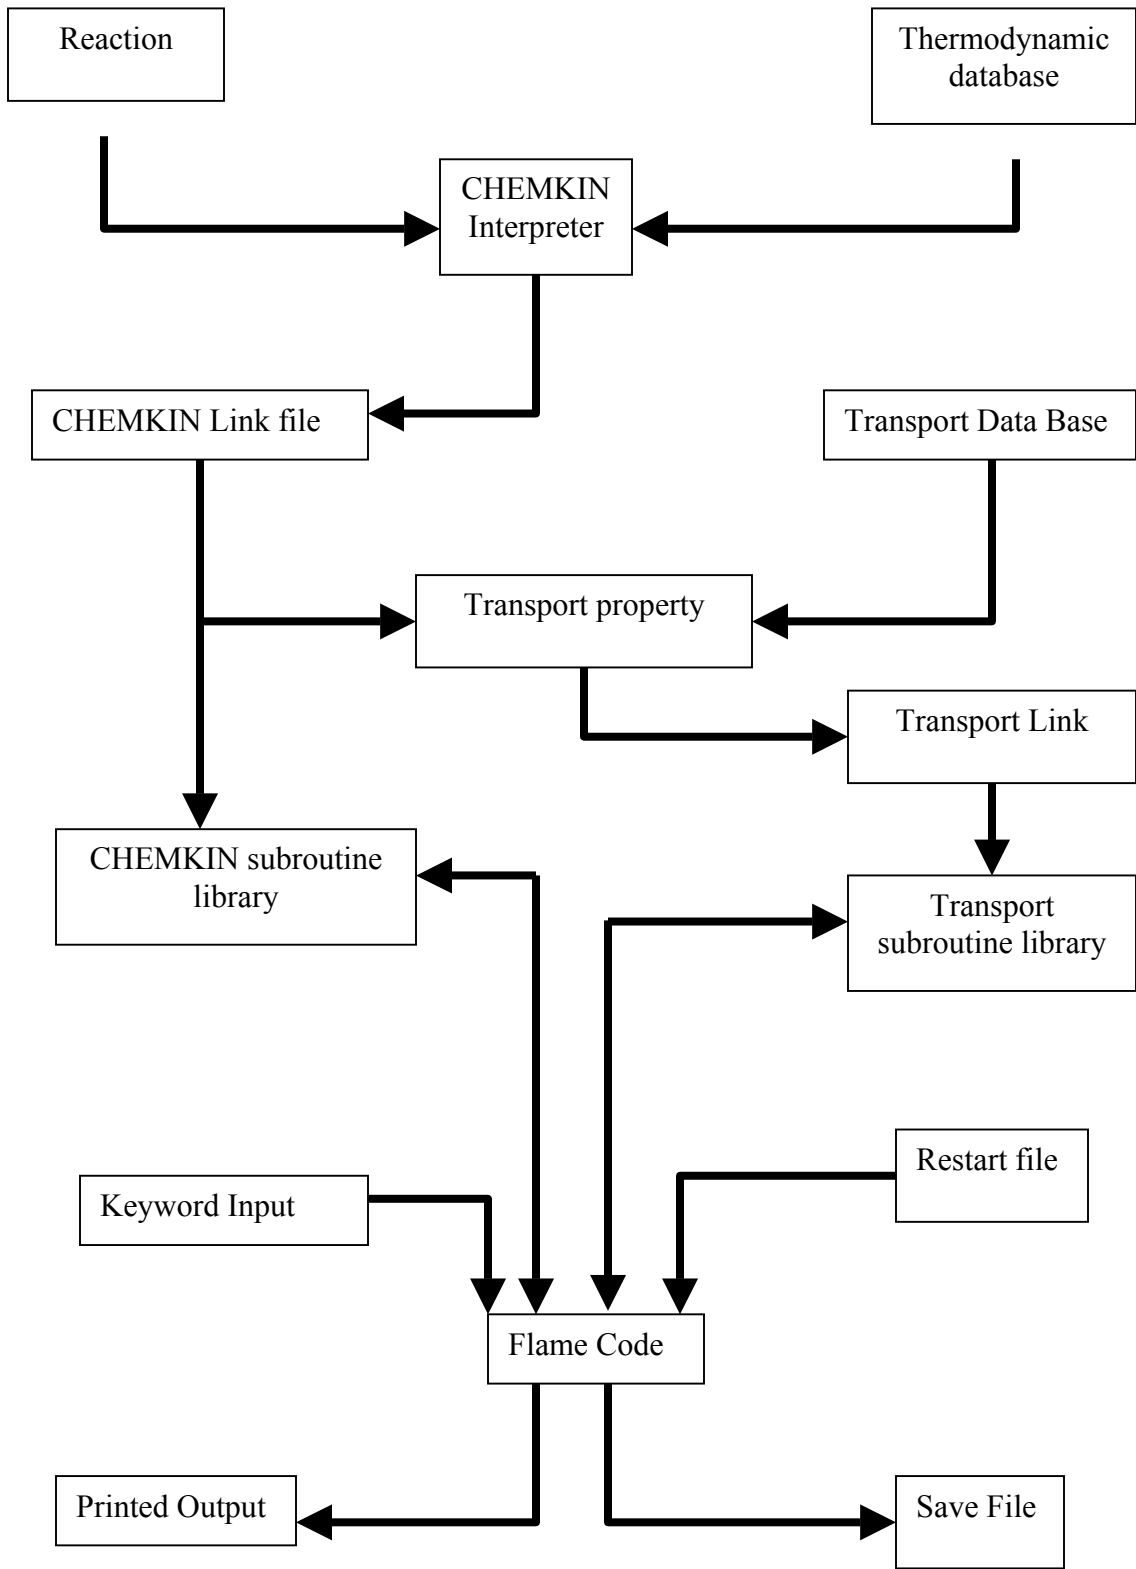 Reaction
Thermodynamic
database
CHEMKIN
Interpreter
CHEMKIN Link file
Transport Data Base
Transport property
Transport Link
CHEMKIN subroutine
library
Transport
subroutine library
Restart file
Keyword Input
Flame Code
Printed Output
Save File